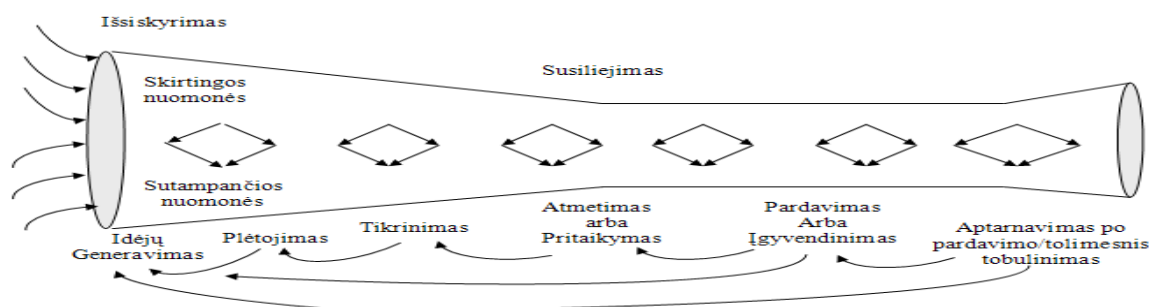 Išsiskyrimas
Susiliejimas
Skirtingos
nuomonės
Sutampančios
nuomonės
Idėjų
Generavimas
Plėtojimas
Tikrinimas
Atmetimas
arba
Pritaikymas
Pardavimas
Arba
Įgyvendinimas
Aptarnavimas po
pardavimo/tolimesnis
tobulinimas